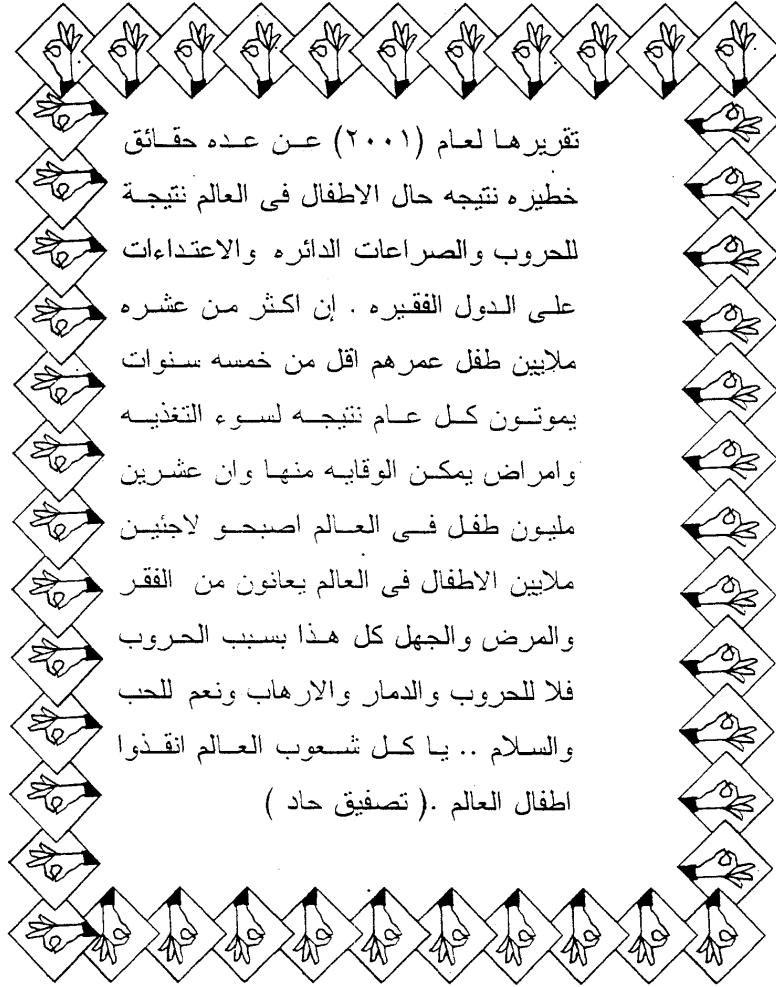 تقريرها لعام (٢٠٠١) عن عده حقائق
خطيره نتيجه حال الاطفال فى العالم نتيجة
للحروب والصراعات الدائره والاعتداءات
على الدول الفقيره . إن اكثر من عشره
ملايين طفل عمرهم اقل من خمسه سنوات
يموتون كل عام نتيجه لسوء التغذيه
وامراض يمكن الوقايه منها وان عشرين
مليون طفل فى العالم اصبحو لاجئين
ملايين الاطفال فى العالم يعانون من الفقر
والمرض والجهل كل هذا بسبب الحروب
فلا للحروب والدمار والارهاب ونعم للحب
والسلام .. يا كل شعوب العالم انقذوا
اطفال العالم .( تصفيق حاد )